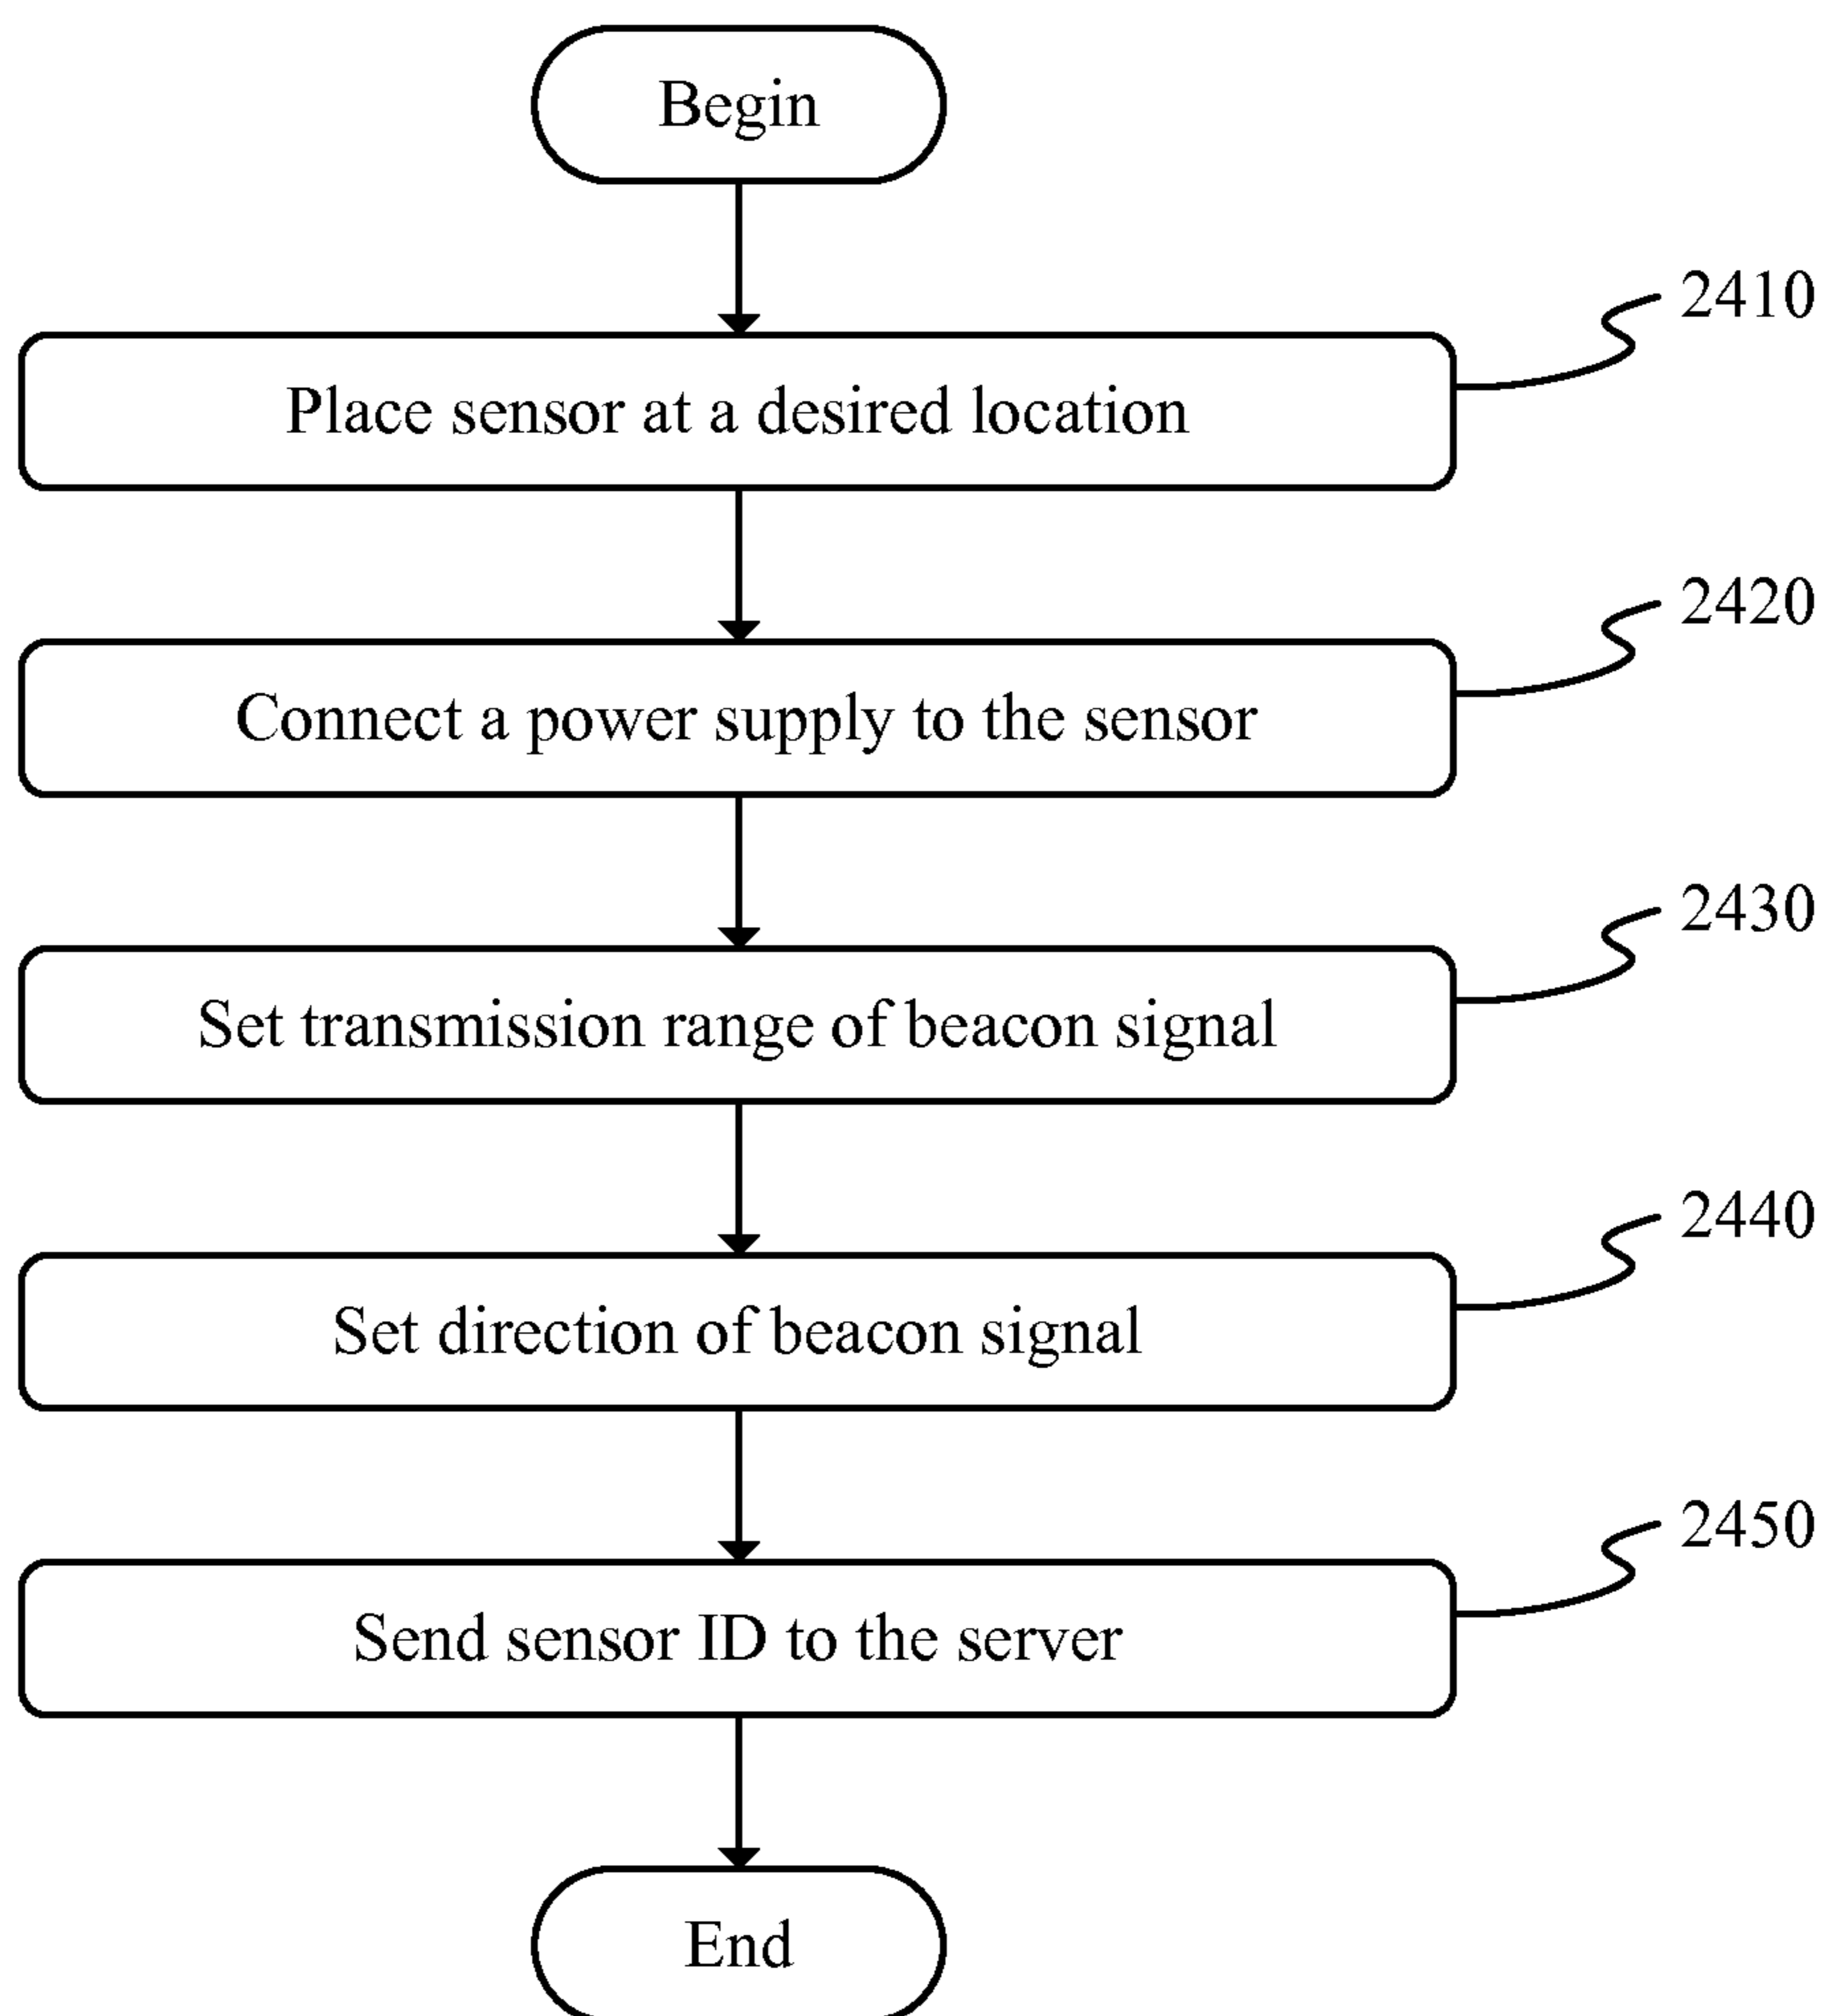 Begin
2410
Place sensor at a desired location
2420
Connect a power supply to the sensor
2430
Set transmission range of beacon signal
2440
Set direction of beacon signal
2450
Send sensor ID to the server
End